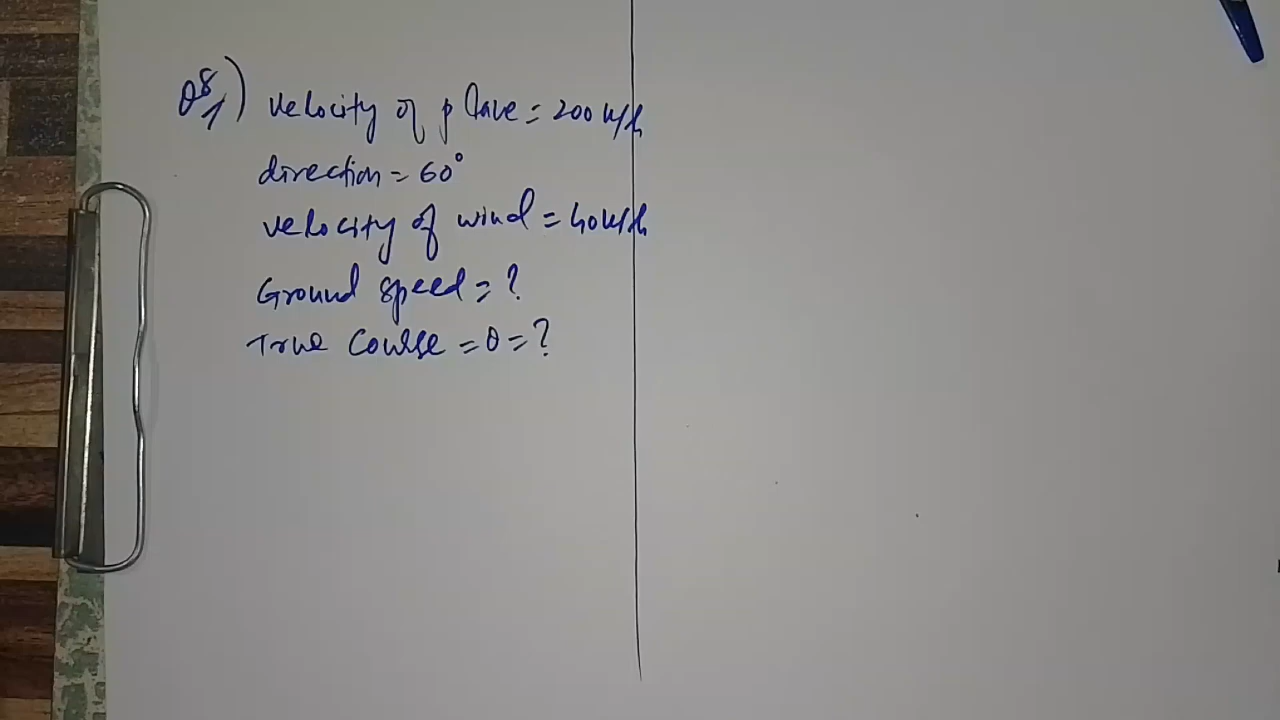 Q8/1) velocity of plane = 200 k/h
direction = 60°
velocity of wind = 40 k/h
Ground speed = ?
True Course = θ = ?